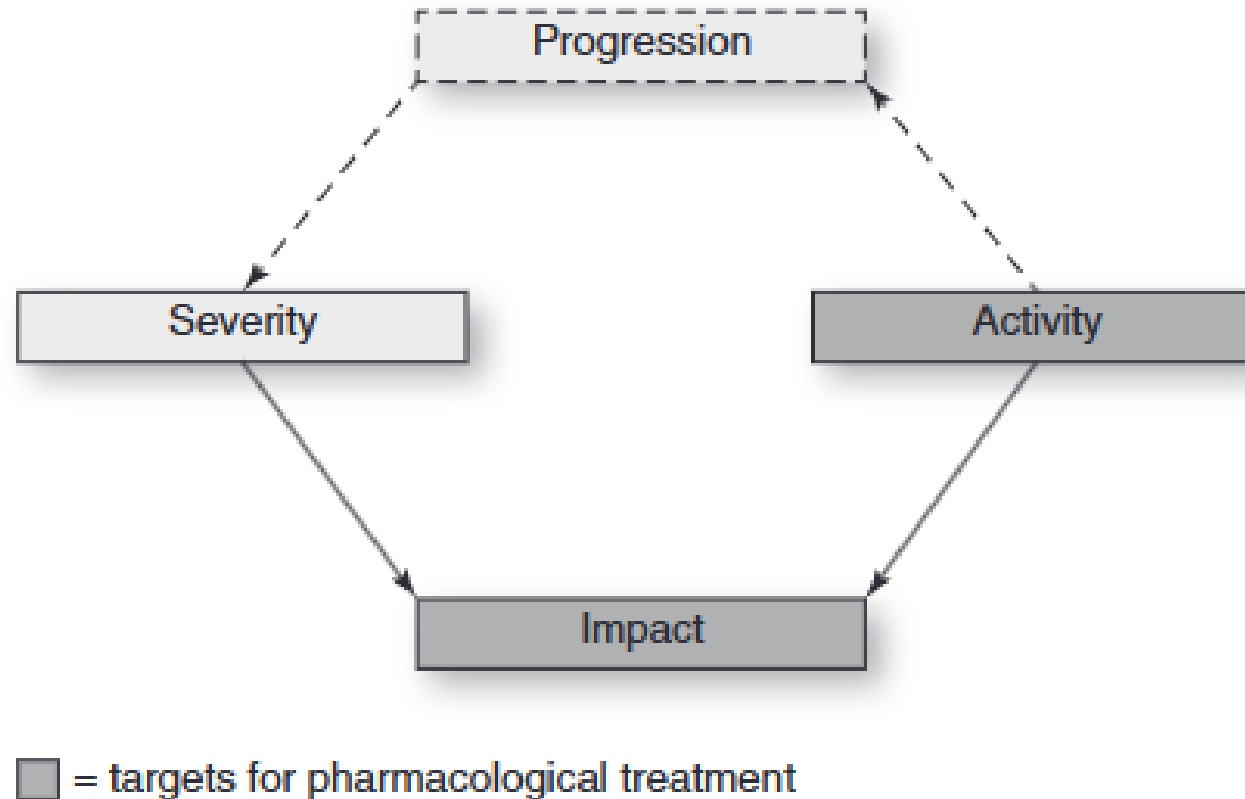 Progression
Severity
Activity
Impact
= targets for pharmacological treatment